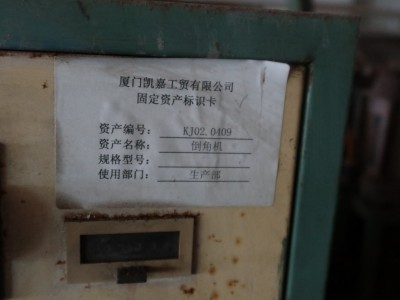 厦门凯嘉工贸有限公司
固定资产标识卡
资产编号： KJ02.0409
资产名称： 倒角机
规格型号：
使用部门： 生产部